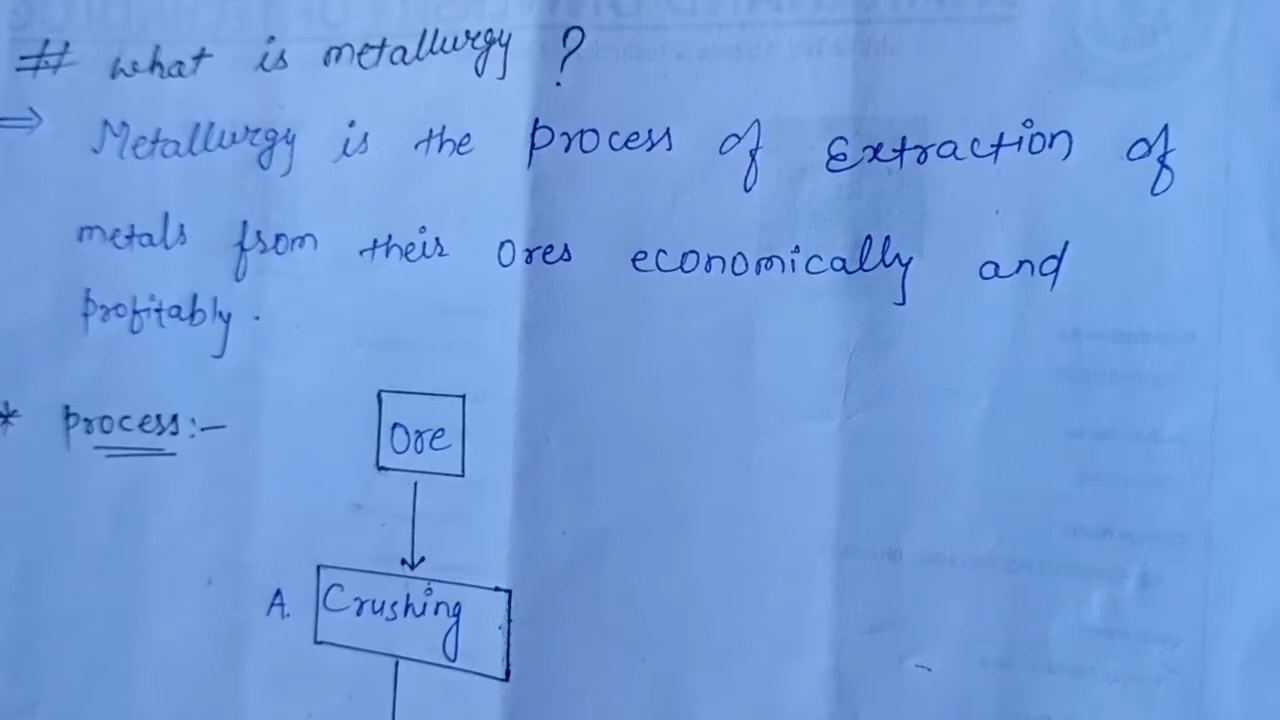 # what is metallurgy ?
⇒ Metallurgy is the process of Extraction of
metals from their ores economically and
profitably.
* process:-
Ore
A. Crushing